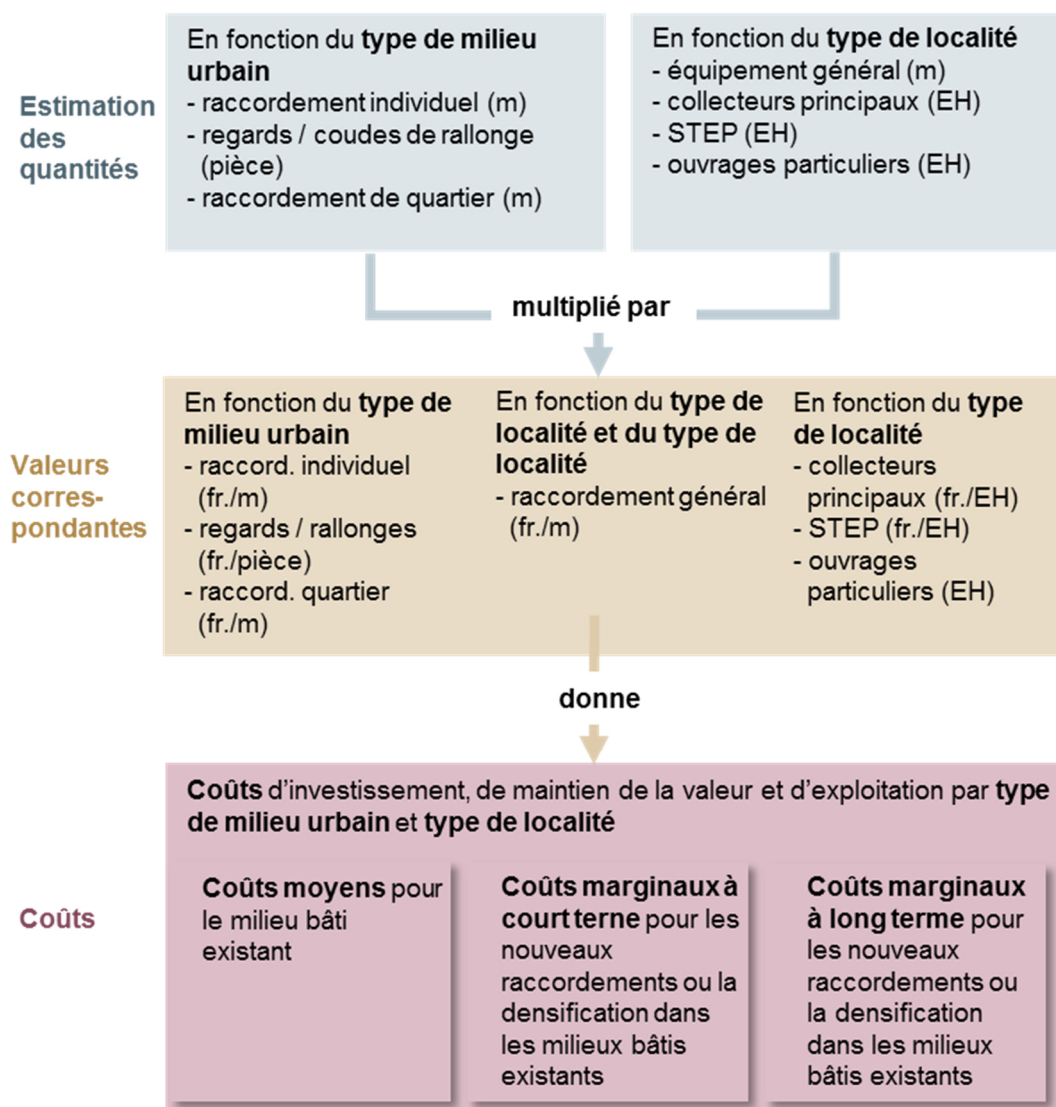 Estimation
des
quantités
En fonction du type de milieu
urbain
- raccordement individuel (m)
- regards / coudes de rallonge
(pièce)
- raccordement de quartier (m)
En fonction du type de localité
- équipement général (m)
- collecteurs principaux (EH)
- STEP (EH)
- ouvrages particuliers (EH)
multiplié par
Valeurs
corres-
pondantes
En fonction du type de
milieu urbain
- raccord. individuel
(fr./m)
- regards / rallonges
(fr./pièce)
- raccord. quartier
(fr./m)
En fonction du type de
localité et du type de
localité
- raccordement général
(fr./m)
En fonction du type
de localité
- collecteurs
principaux (fr./EH)
- STEP (fr./EH)
- ouvrages
particuliers (EH)
donne
Coûts
Coûts d’investissement, de maintien de la valeur et d’exploitation par type
de milieu urbain et type de localité
Coûts moyens pour
le milieu bâti
existant
Coûts marginaux à
court terne pour les
nouveaux
raccordements ou la
densification dans
les milieux bâtis
existants
Coûts marginaux
à long terme pour
les nouveaux
raccordements ou
la densification
dans les milieux
bâtis existants